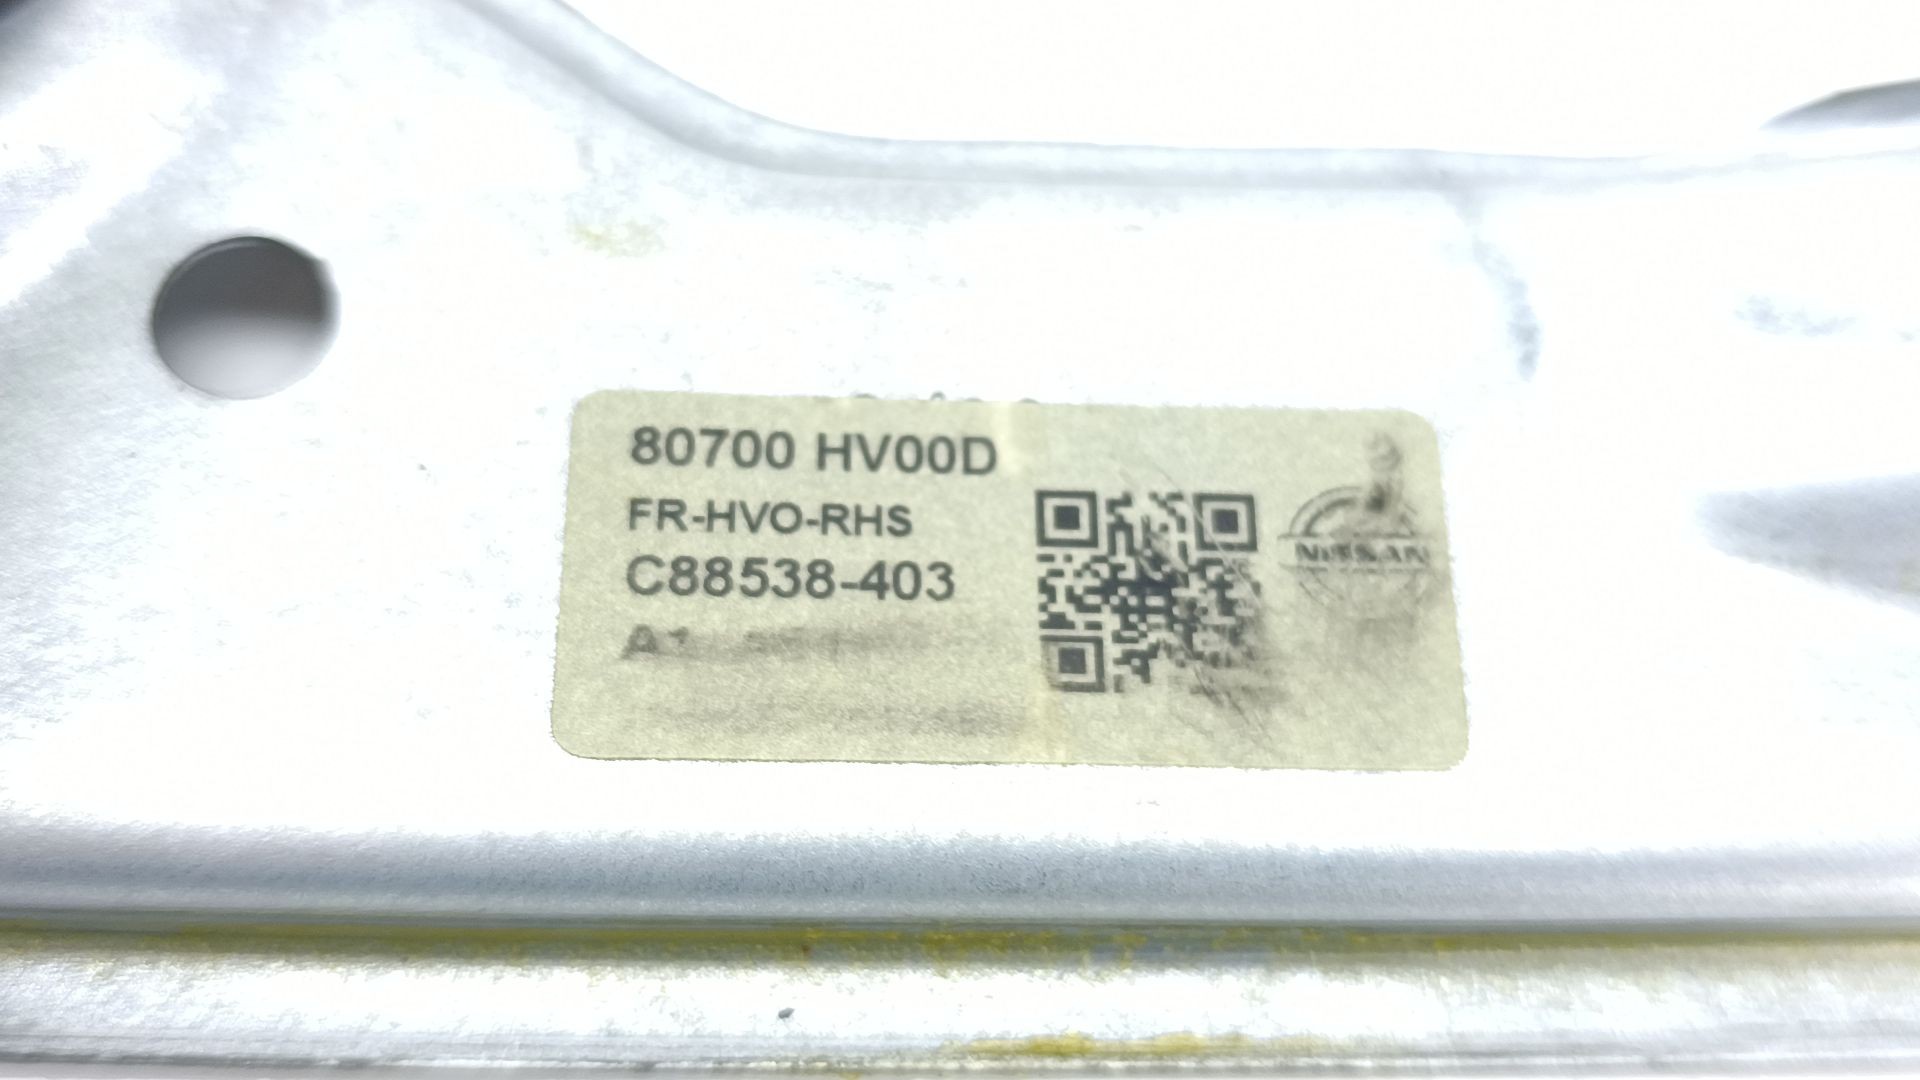 80700 HV00D
FR-HVO-RHS
C88538-403
NISSAN